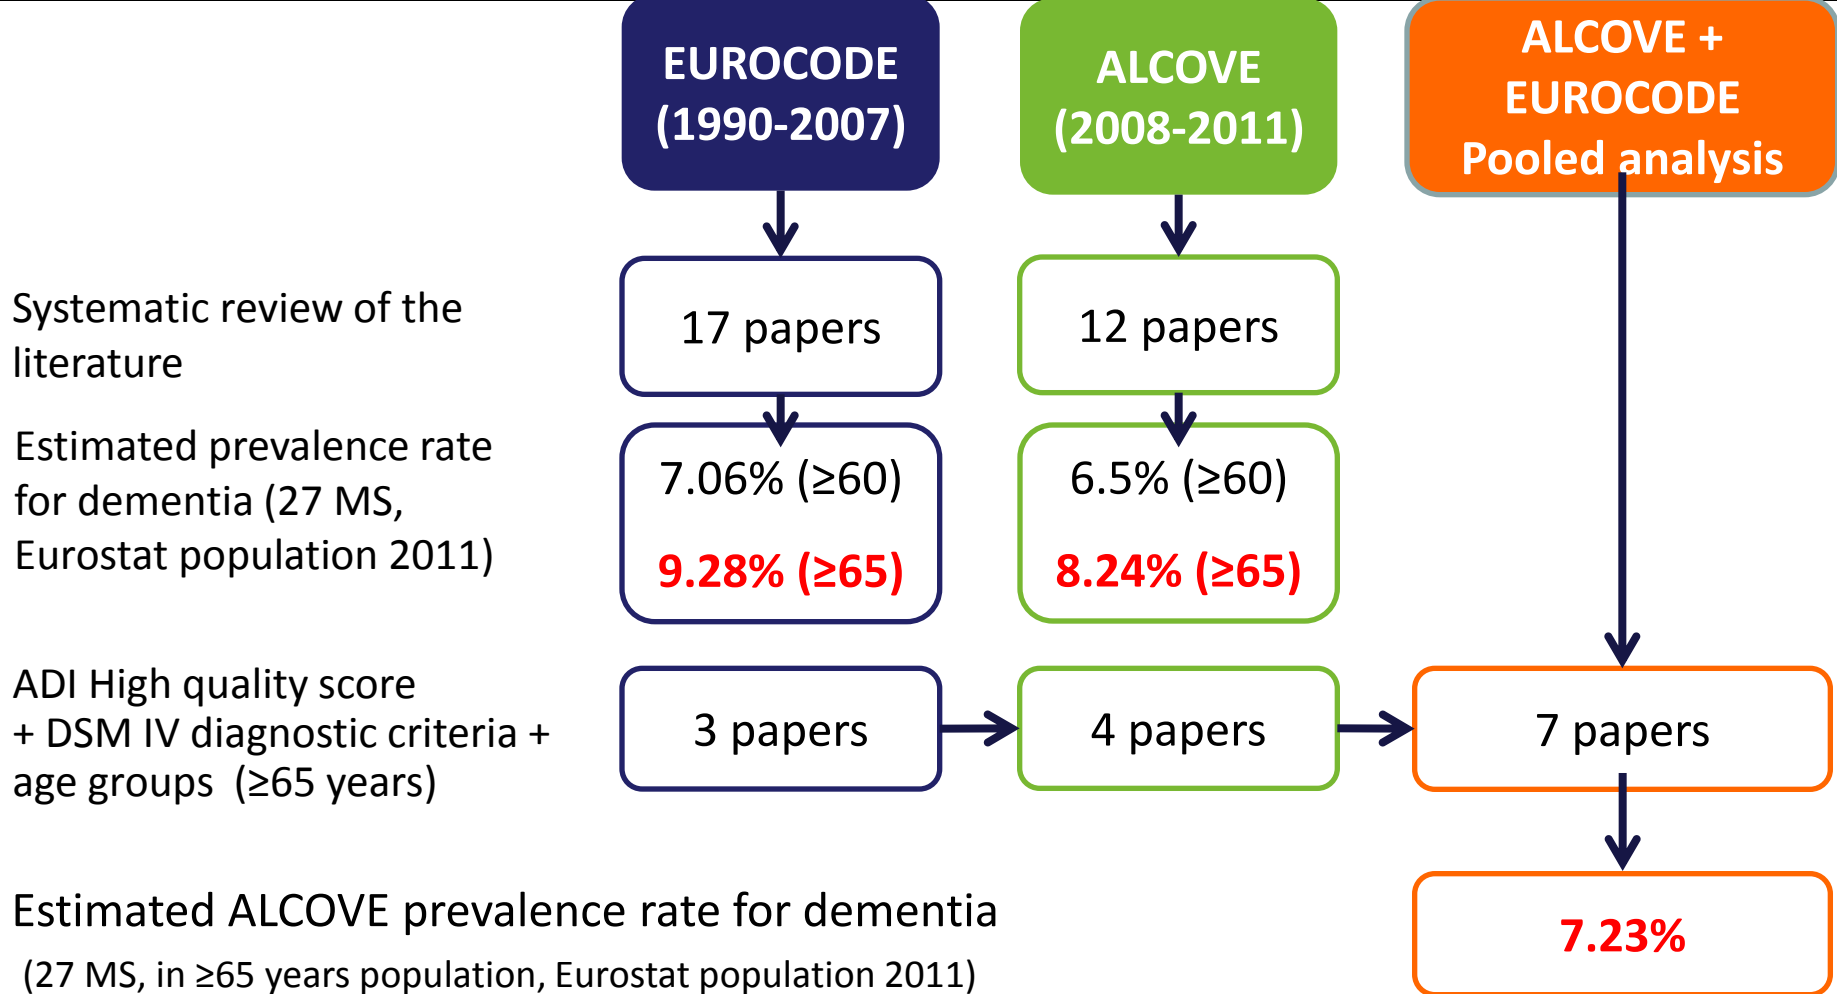 EUROCODE
(1990-2007)
ALCOVE
(2008-2011)
ALCOVE +
EUROCODE
Pooled analysis
Systematic review of the
literature
17 papers
12 papers
Estimated prevalence rate
for dementia (27 MS,
Eurostat population 2011)
7.06% (≥60)
9.28% (≥65)
6.5% (≥60)
8.24% (≥65)
ADI High quality score
+ DSM IV diagnostic criteria +
age groups (≥65 years)
3 papers
4 papers
7 papers
Estimated ALCOVE prevalence rate for dementia
(27 MS, in ≥65 years population, Eurostat population 2011)
7.23%